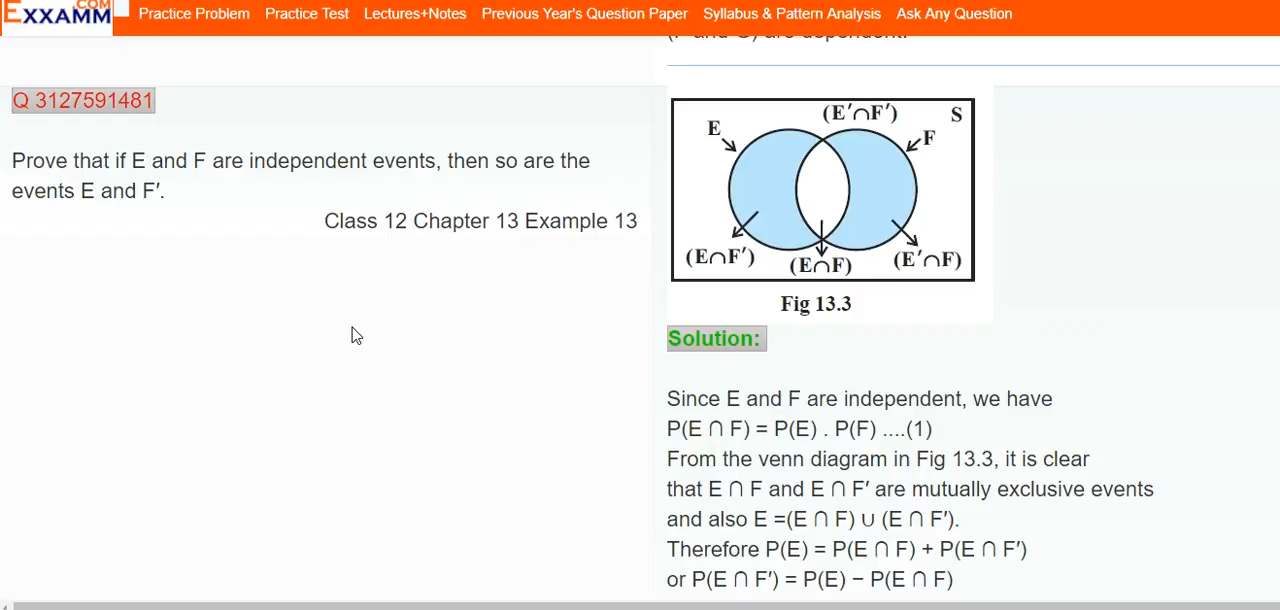 EXXAMM
.COM
Practice Problem Practice Test Lectures+Notes Previous Year's Question Paper Syllabus & Pattern Analysis Ask Any Question
Q 3127591481
Prove that if E and F are independent events, then so are the
events E and F′.
Class 12 Chapter 13 Example 13
(E′∩F′) S
E
F
(E∩F′) (E∩F) (E′∩F)
Fig 13.3
Solution:
Since E and F are independent, we have
P(E ∩ F) = P(E) . P(F) ....(1)
From the venn diagram in Fig 13.3, it is clear
that E ∩ F and E ∩ F′ are mutually exclusive events
and also E =(E ∩ F) ∪ (E ∩ F′).
Therefore P(E) = P(E ∩ F) + P(E ∩ F′)
or P(E ∩ F′) = P(E) − P(E ∩ F)